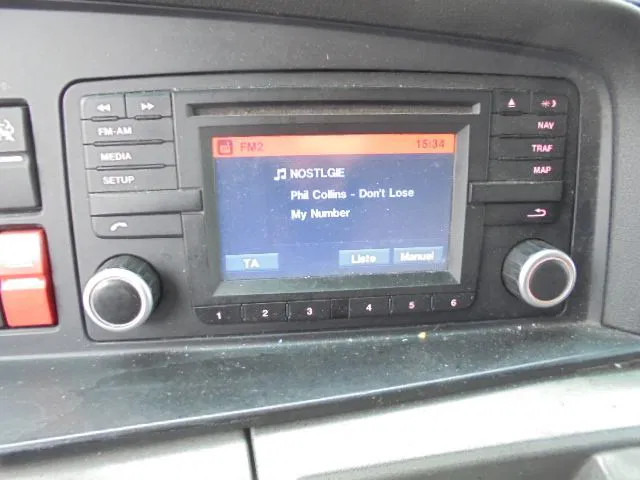 FM-AM
MEDIA
SETUP
FM2 15:34
NOSTLGIE
Phil Collins - Don't Lose
My Number
TA Liste Manual
NAV
TRAF
MAP
1 2 3 4 5 6